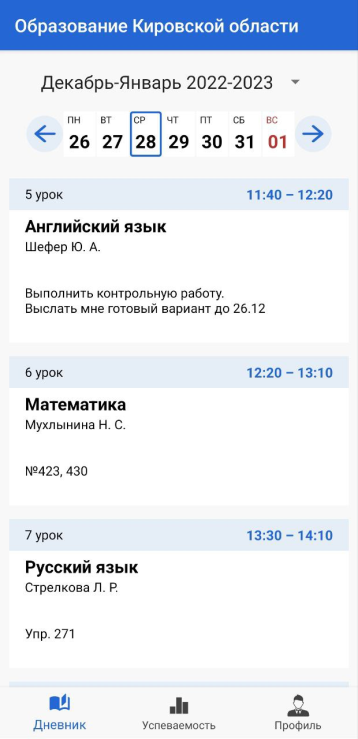 Образование Кировской области
Декабрь-Январь 2022-2023
ПН ВТ СР ЧТ ПТ СБ ВС
26 27 28 29 30 31 01
5 урок 11:40 – 12:20
Английский язык
Шефер Ю. А.
Выполнить контрольную работу.
Выслать мне готовый вариант до 26.12
6 урок 12:20 – 13:10
Математика
Мухлынина Н. С.
№423, 430
7 урок 13:30 – 14:10
Русский язык
Стрелкова Л. Р.
Упр. 271
Дневник Успеваемость Профиль